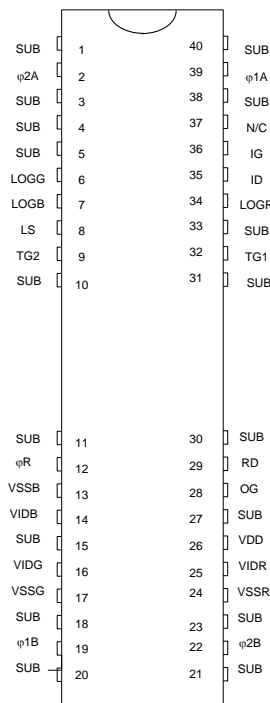 SUB 1 40 SUB
φ2A 2 39 φ1A
SUB 3 38 SUB
SUB 4 37 N/C
SUB 5 36 IG
LOGG 6 35 ID
LOGB 7 34 LOGR
LS 8 33 SUB
TG2 9 32 TG1
SUB 10 31 SUB
SUB 11 30 SUB
φR 12 29 RD
VSSB 13 28 OG
VIDB 14 27 SUB
SUB 15 26 VDD
VIDG 16 25 VIDR
VSSG 17 24 VSSR
SUB 18 23 SUB
φ1B 19 22 φ2B
SUB 20 21 SUB